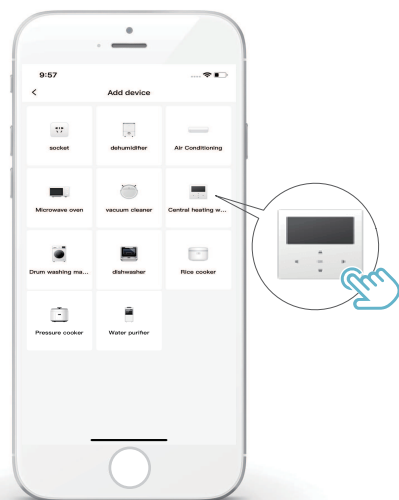 9:57
Add device
socket
dehumidifier
Air Conditioning
Microwave oven
vacuum cleaner
Central heating w...
Drum washing ma...
dishwasher
Rice cooker
Pressure cooker
Water purifier